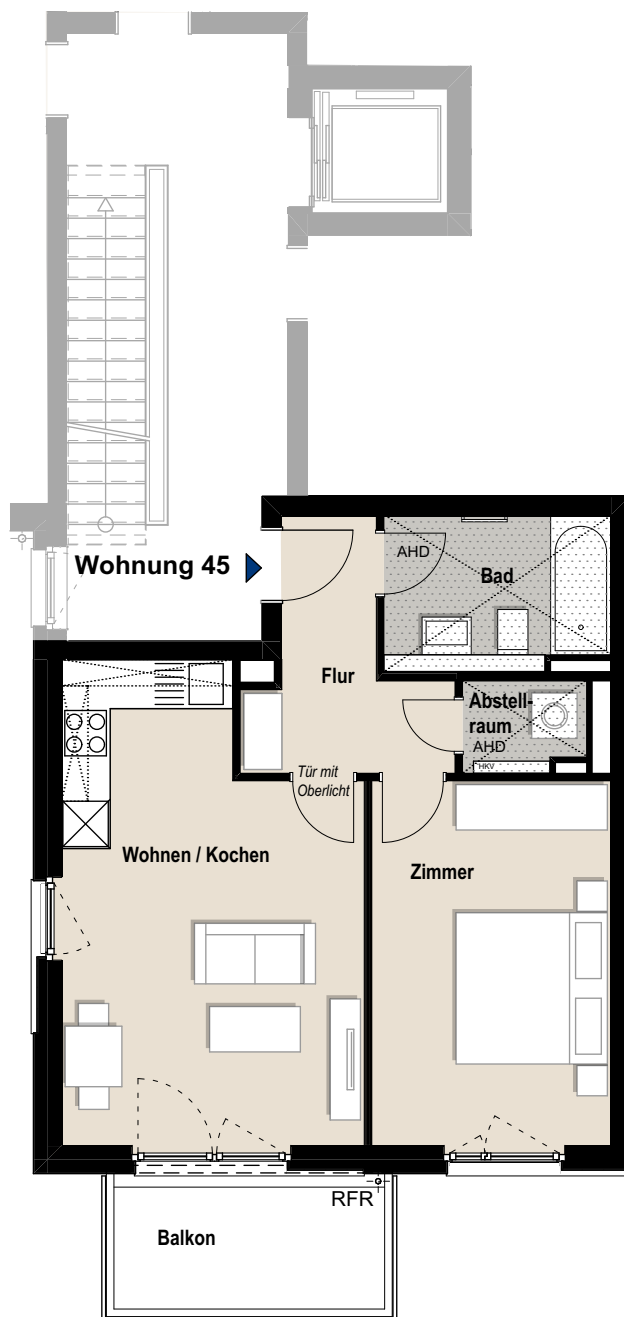 Wohnung 45
AHD
Bad
Flur
Abstell-
raum
AHD
HKV
Tür mit
Oberlicht
Wohnen / Kochen
Zimmer
RFR
Balkon